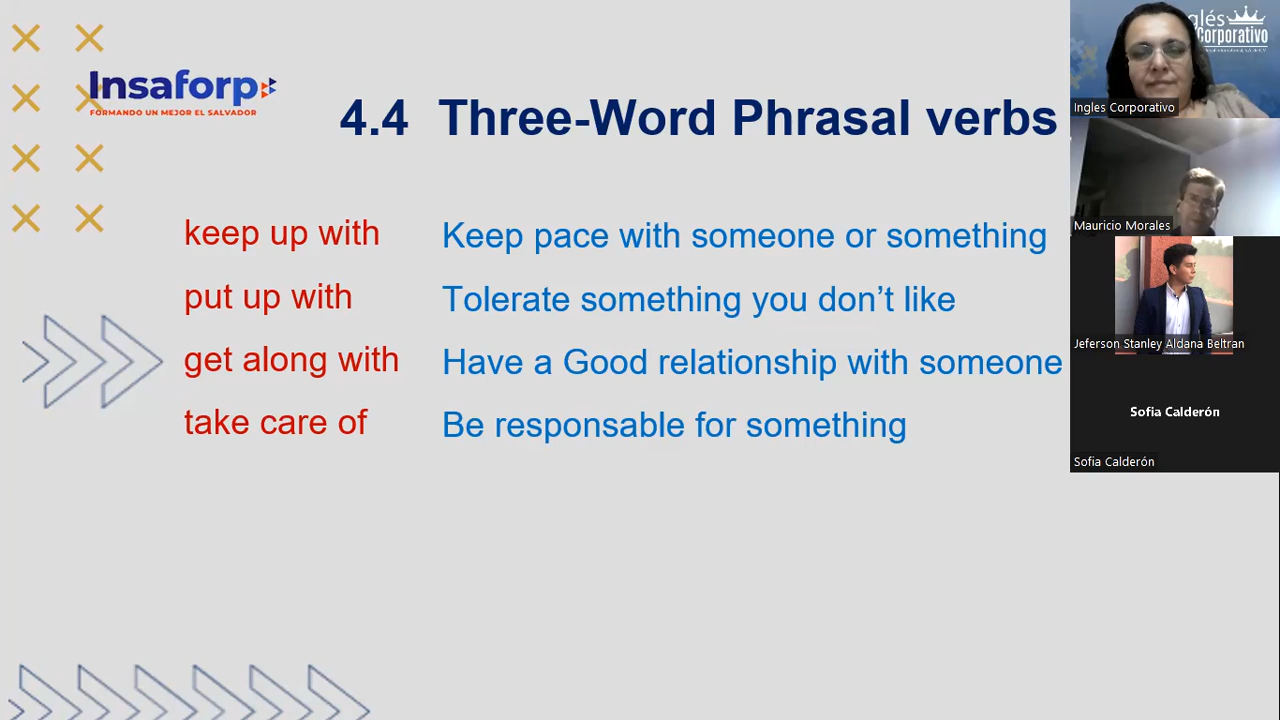 Insaforp
FORMANDO UN MEJOR EL SALVADOR
4.4 Three-Word Phrasal verbs
keep up with Keep pace with someone or something
put up with Tolerate something you don't like
get along with Have a Good relationship with someone
take care of Be responsable for something
glés
Corporativo
Ingles Corporativo
Mauricio Morales
Jeferson Stanley Aldana Beltran
Sofia Calderón
Sofia Calderón